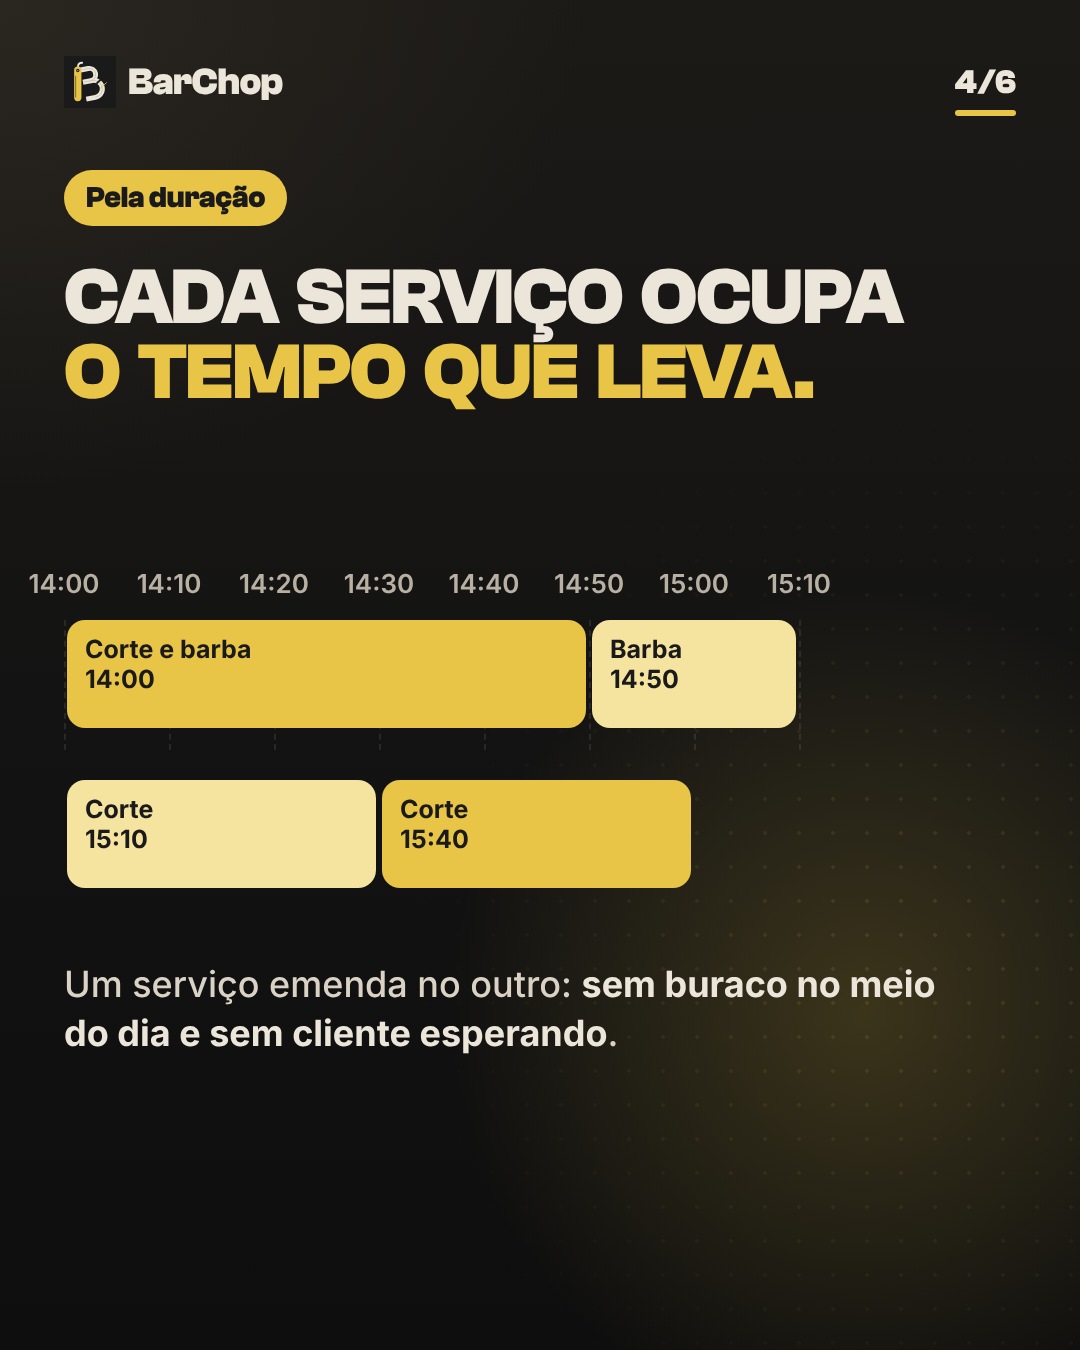 BarChop
4/6
Pela duração
CADA SERVIÇO OCUPA
O TEMPO QUE LEVA.
14:00 14:10 14:20 14:30 14:40 14:50 15:00 15:10
Corte e barba
14:00
Barba
14:50
Corte
15:10
Corte
15:40
Um serviço emenda no outro: sem buraco no meio
do dia e sem cliente esperando.